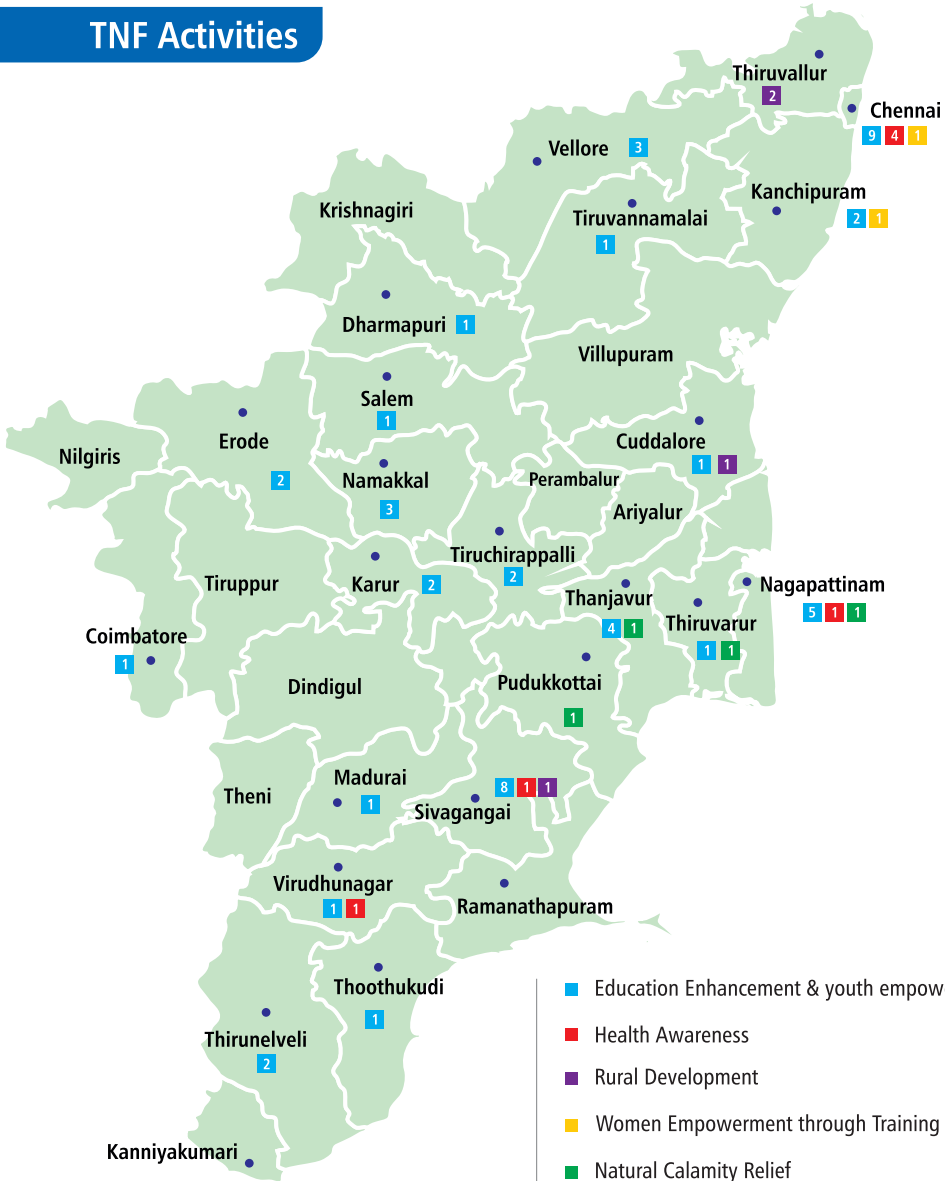 TNF Activities
Thiruvallur
2
Chennai
9 4 1
Vellore 3
Kanchipuram
2 1
Krishnagiri
Tiruvannamalai
1
Dharmapuri 1
Villupuram
Salem
1
Erode
2
Cuddalore
1 1
Nilgiris
Namakkal
3
Perambalur
Ariyalur
Tiruchirappalli
2
Tiruppur
Karur 2
Thanjavur
4 1
Nagapattinam
5 1 1
Thiruvarur
1 1
Coimbatore
1
Dindigul
Pudukkottai
1
Theni
Madurai
1
8 1 1
Sivagangai
Virudhunagar
1 1
Ramanathapuram
Thoothukudi
1
Thirunelveli
2
Kanniyakumari
Education Enhancement & youth empow
Health Awareness
Rural Development
Women Empowerment through Training
Natural Calamity Relief